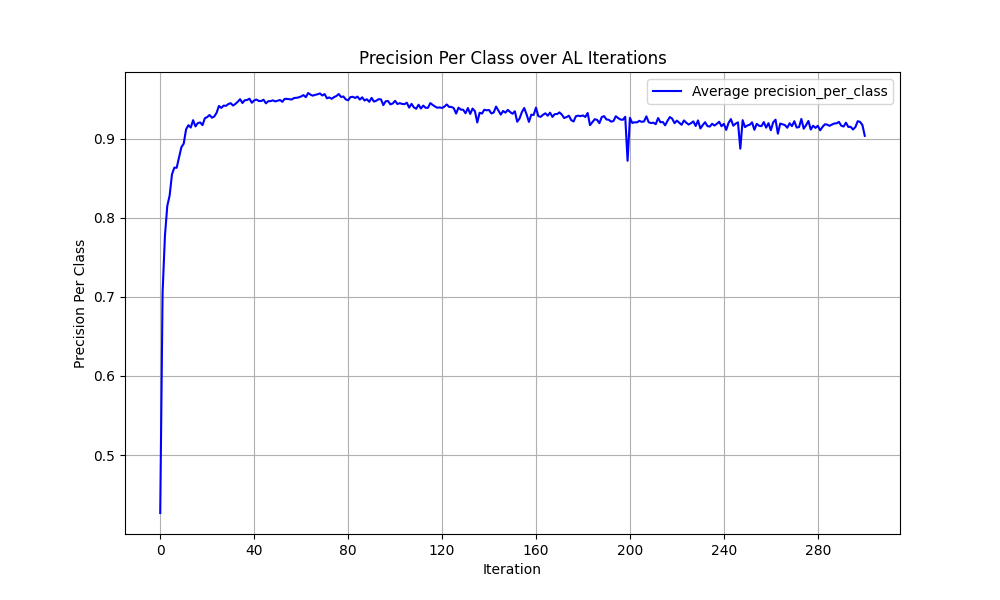 Precision Per Class over AL Iterations
Average precision_per_class
Precision Per Class
0.9
0.8
0.7
0.6
0.5
0 40 80 120 160 200 240 280
Iteration